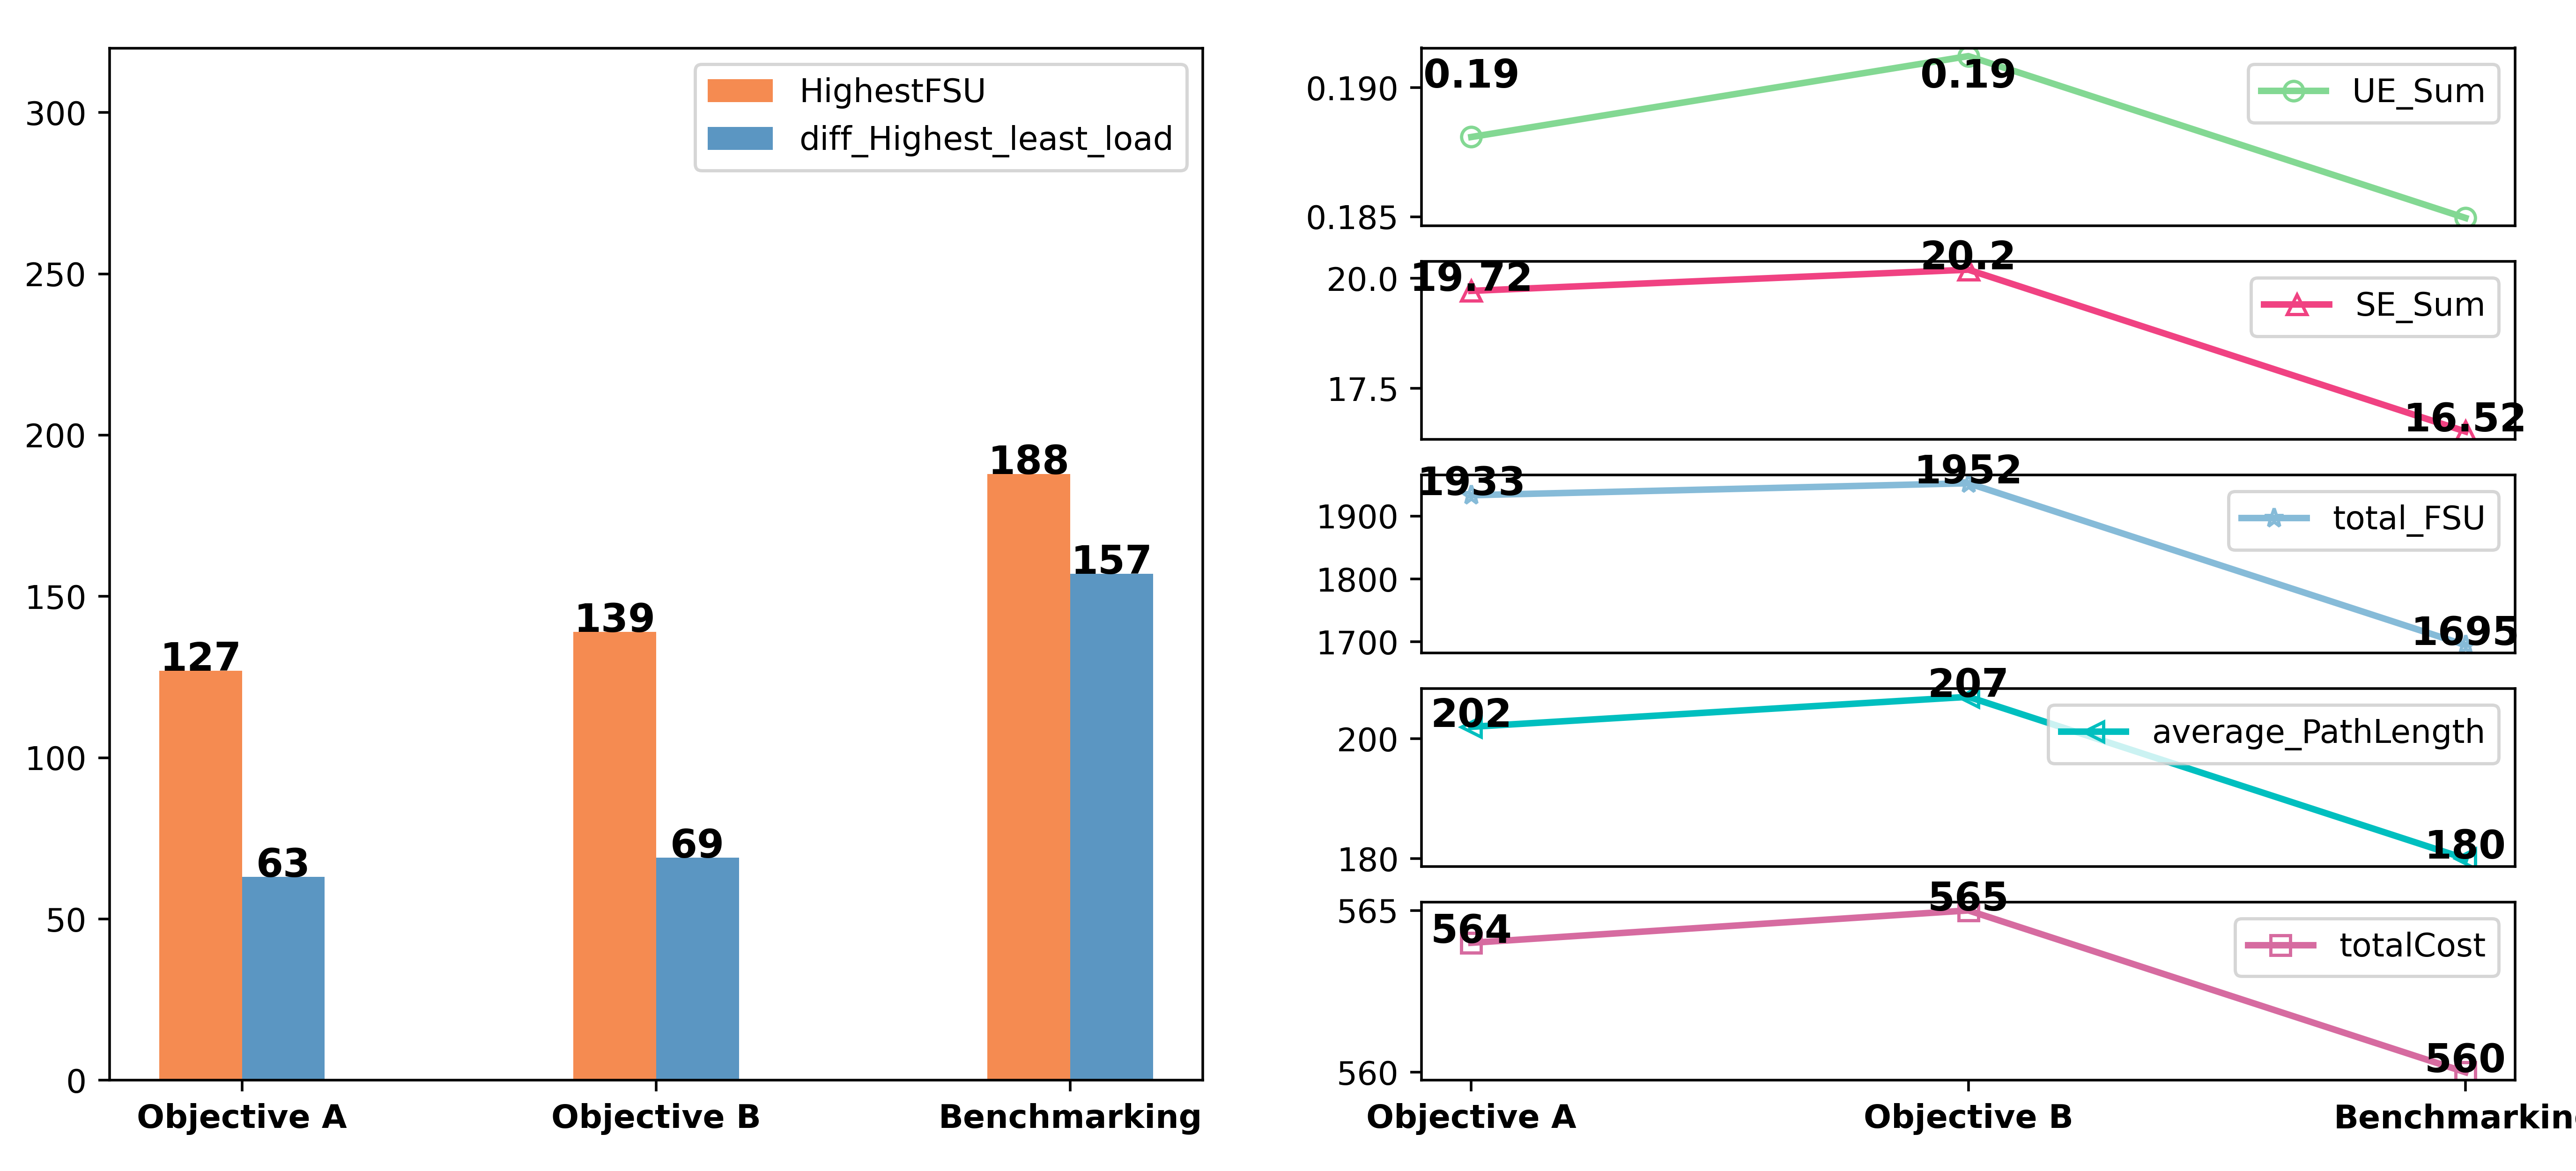 HighestFSU
diff_Highest_least_load
300
250
200
150
100
50
0
127
63
139
69
188
157
Objective A
Objective B
Benchmarking
0.190
0.185
0.19
0.19
UE_Sum
20.0
17.5
19.72
20.2
16.52
SE_Sum
1900
1800
1700
1933
1952
1695
total_FSU
200
180
202
207
180
average_PathLength
565
560
564
565
560
totalCost
Objective A
Objective B
Benchmarkin